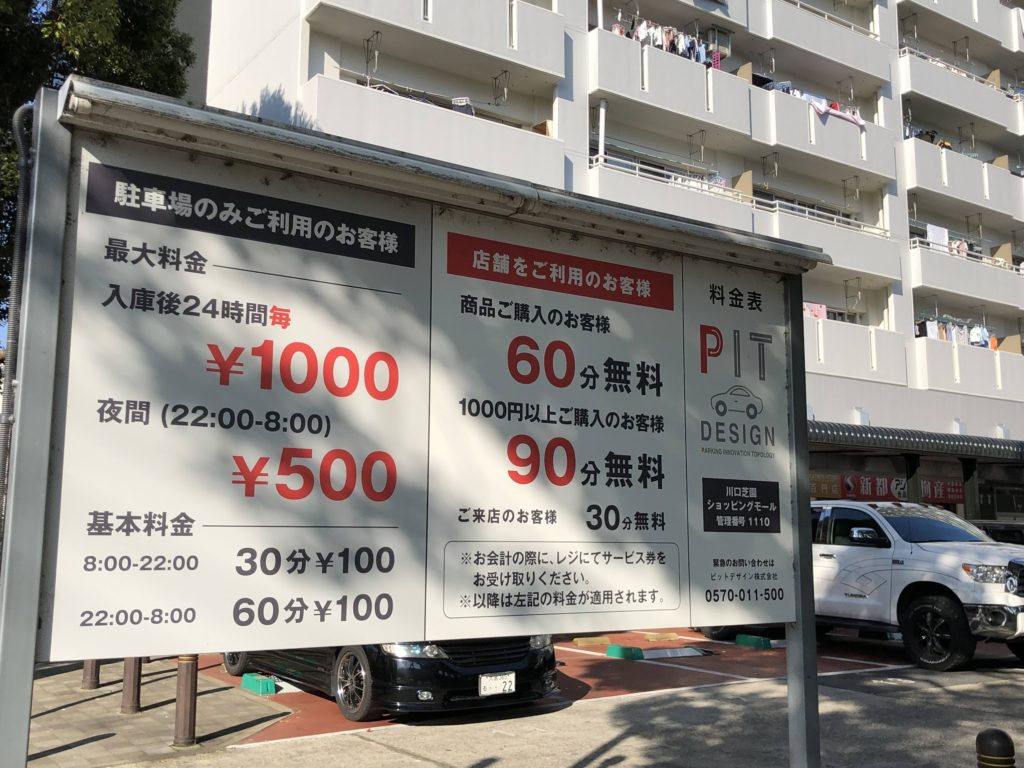 駐車場のみご利用のお客様
最大料金
入庫後24時間毎
¥1000
夜間 (22:00-8:00)
¥500
基本料金
8:00-22:00 30分¥100
22:00-8:00 60分¥100
店舗をご利用のお客様
商品ご購入のお客様
60分無料
1000円以上ご購入のお客様
90分無料
ご来店のお客様 30分無料
※お会計の際に、レジにてサービス券を
お受け取りください。
※以降は左記の料金が適用されます。
料金表
PIT
DESIGN
PARKING INNOVATION TOPOLOGY
川口芝園
ショッピングモール
管理番号 1110
緊急のお問い合わせは
ピットデザイン株式会社
0570-011-500
新都
22
TUNDRA